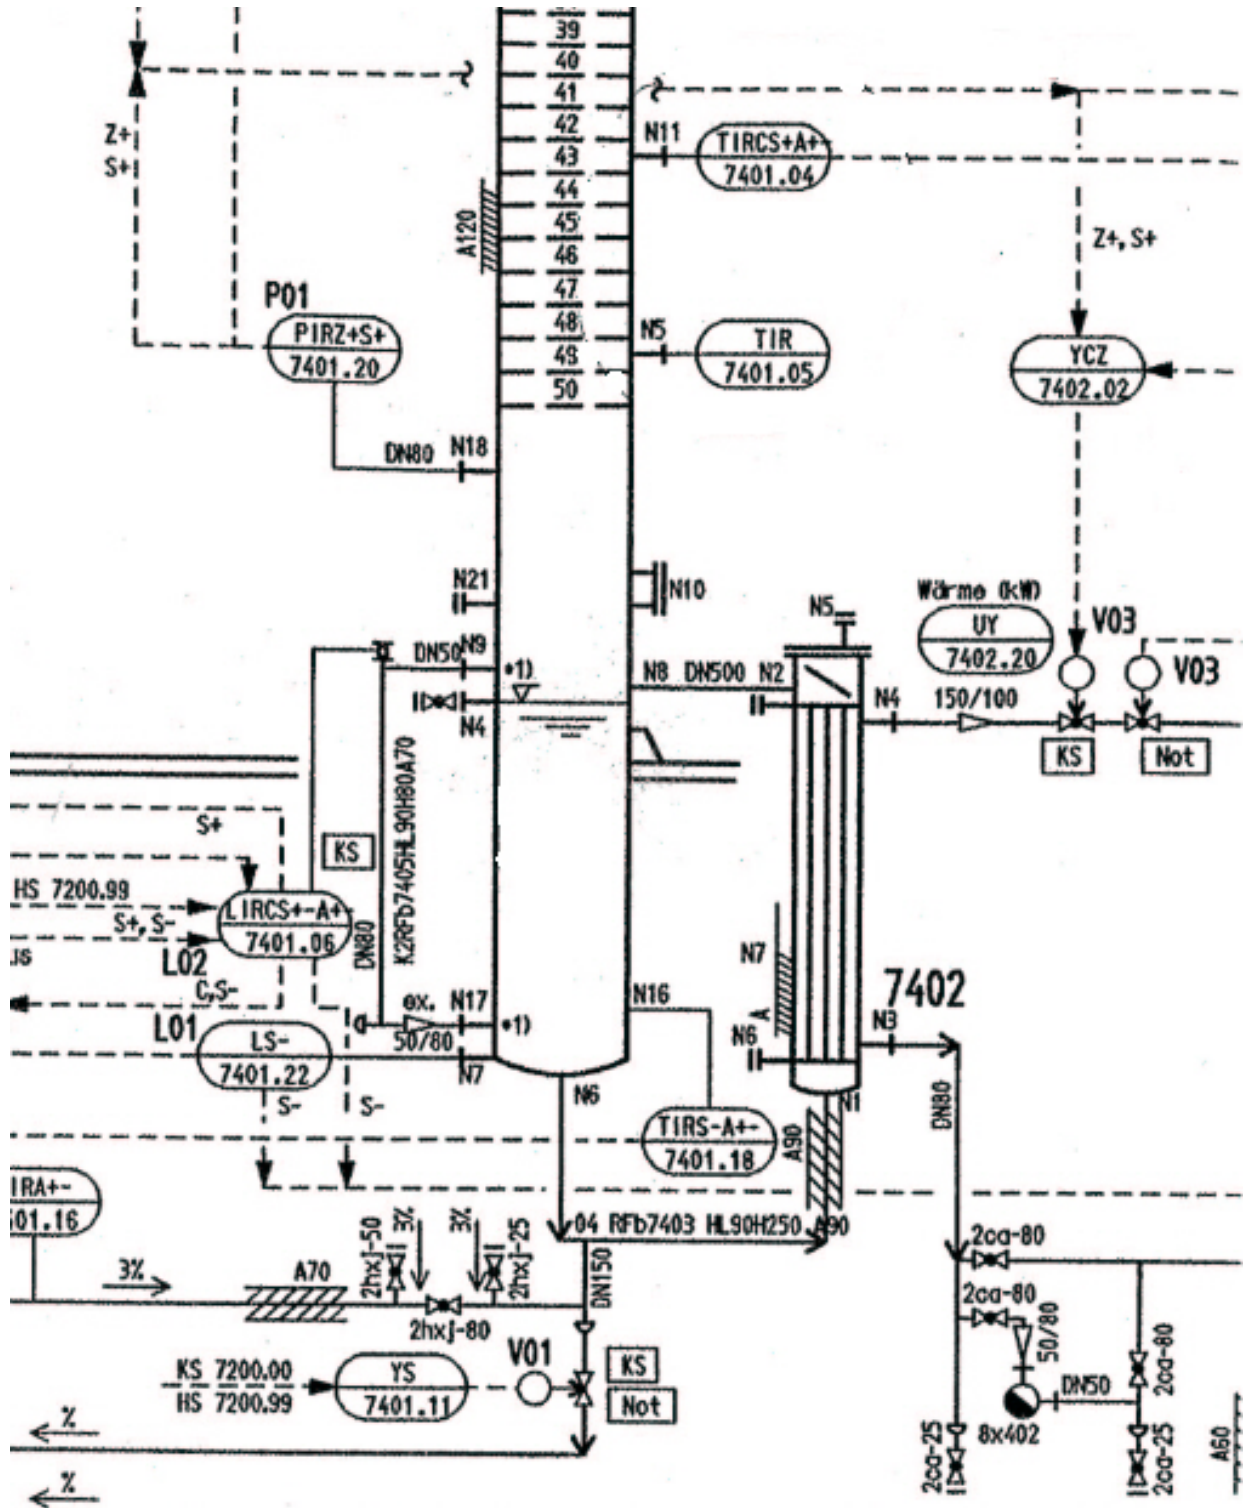 39
40
41
42
43
44
45
46
47
48
49
50
Z+
S+
A120
N11
TIRCS+A+-
7401.04
Z+, S+
P01
PIRZ+S+
7401.20
N5
TIR
7401.05
YCZ
7402.02
DN80
N18
N21
N10
N5
Wärme (kW)
UY
7402.20
V03
V03
DN50
N9
*1)
N8 DN500 N2
N4
150/100
N4
KS
Not
S+
KS
K2RFb7405HL90H80A70
HS 7200.99
LIRCS+-A+-
7401.06
S+, S-
L02
DN80
N7
A
7402
C,S-
ex.
N17
*1)
N16
N3
L01
50/80
N6
LS-
7401.22
N7
N6
N1
DN80
S-
S-
TIRS-A+-
7401.18
A90
IRA+-
01.16
04 RFb7403 HL90H250 A90
2hxj-50
3%
3%
2hxj-25
DN150
2ca-80
3%
A70
2hxj-80
2ca-80
50/80
2ca-80
V01
KS
Not
KS 7200.00
HS 7200.99
YS
7401.11
DN50
8x402
%
2ca-25
2ca-25
A60
%